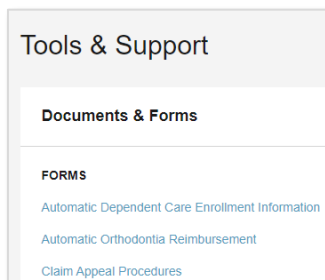 Tools & Support
Documents & Forms
FORMS
Automatic Dependent Care Enrollment Information
Automatic Orthodontia Reimbursement
Claim Appeal Procedures